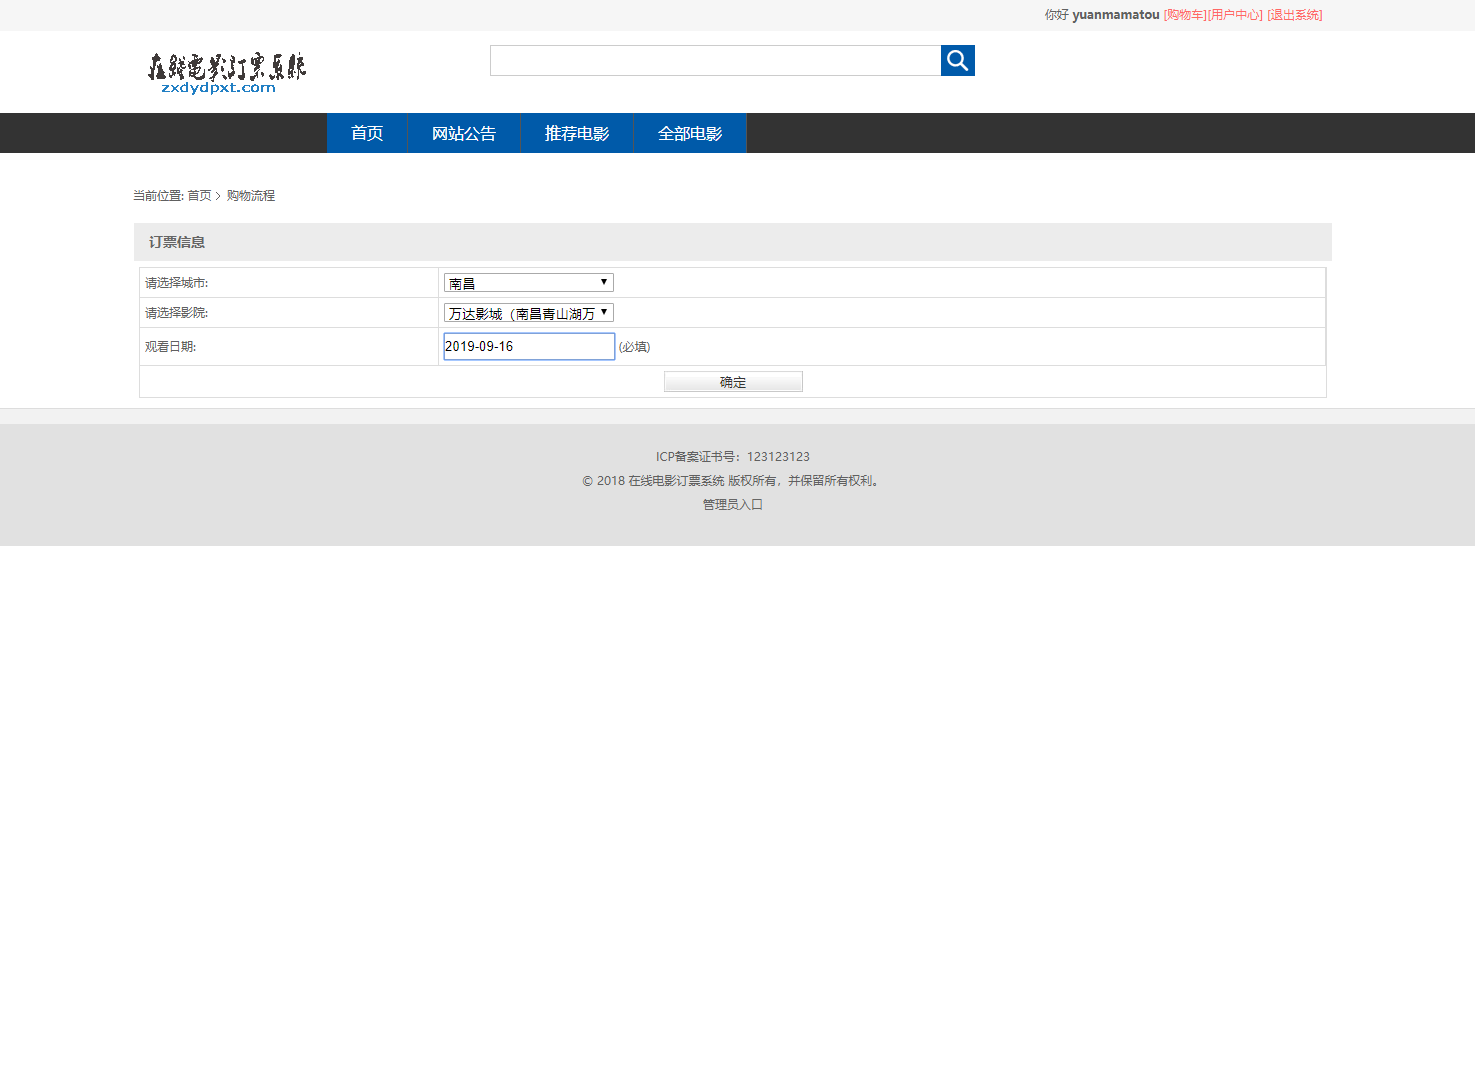 你好 yuanmamatou [购物车][用户中心] [退出系统]
在线电影订票系统
zxdydpxt.com
首页 网站公告 推荐电影 全部电影
当前位置: 首页 > 购物流程
订票信息
请选择城市: 南昌
请选择影院: 万达影城（南昌青山湖万
观看日期: 2019-09-16 (必填)
确定
ICP备案证书号：123123123
© 2018 在线电影订票系统 版权所有，并保留所有权利。
管理员入口